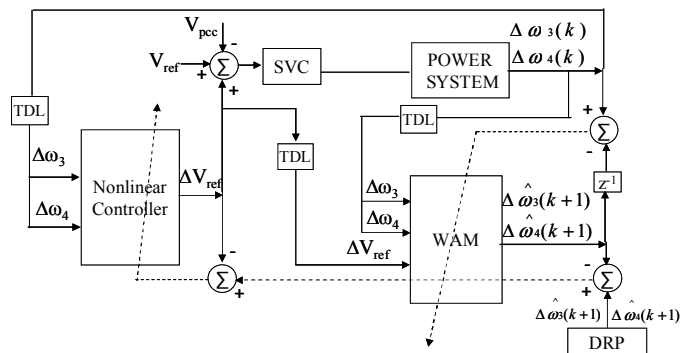 V_pcc
-
V_ref
+
Σ
+
SVC
POWER
SYSTEM
Δω3(k)
Δω4(k)
TDL
TDL
+
Σ
-
Δω3
Δω4
Nonlinear
Controller
ΔV_ref
TDL
z⁻¹
Δω3
Δω4
ΔV_ref
WAM
Δω̂3(k+1)
Δω̂4(k+1)
-
Σ
+
-
Σ
+
Δω̂3(k+1) Δω̂4(k+1)
DRP